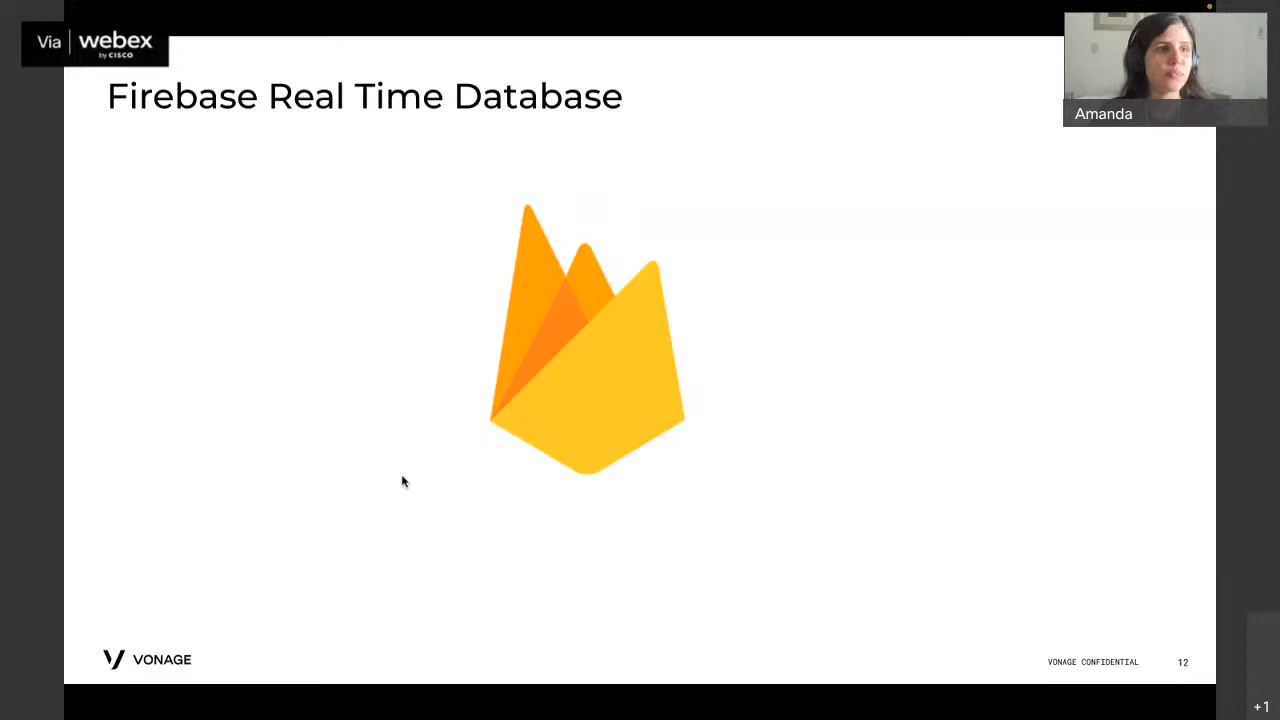 Via webex
by CISCO
Firebase Real Time Database
Amanda
VONAGE
VONAGE CONFIDENTIAL
12
+1